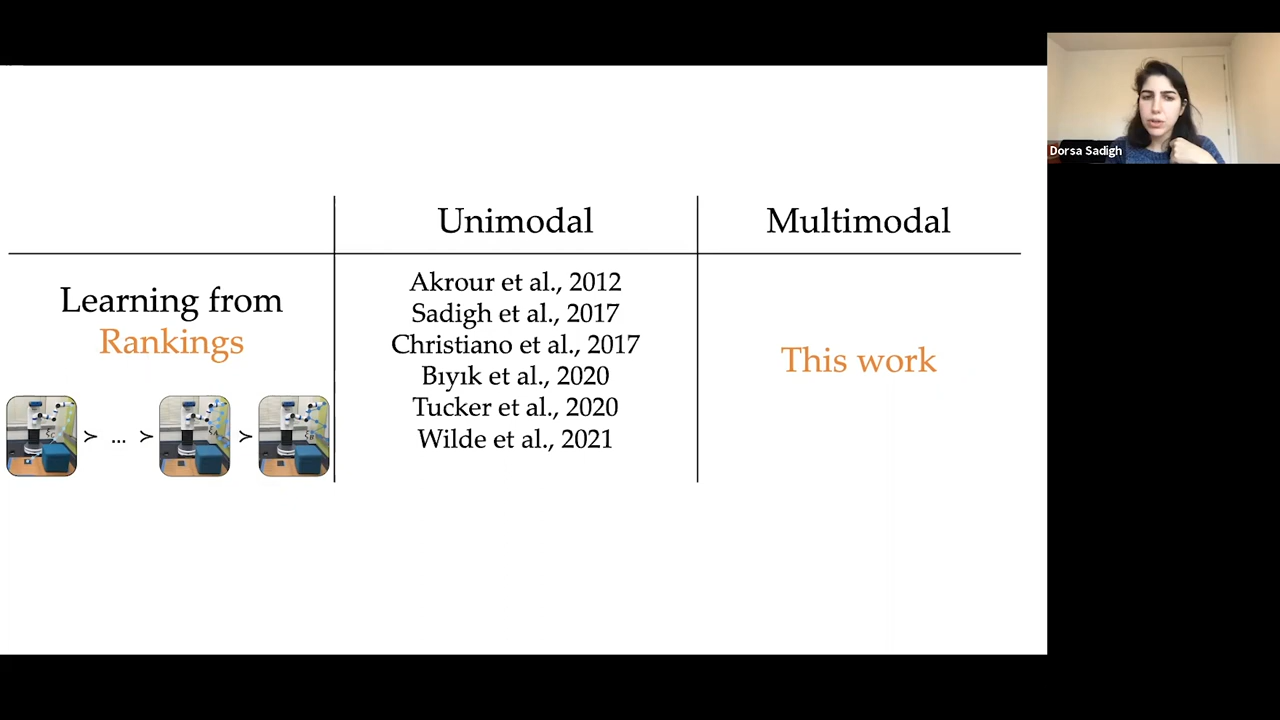 Unimodal
Multimodal
Learning from
Rankings
Akrour et al., 2012
Sadigh et al., 2017
Christiano et al., 2017
Bıyık et al., 2020
Tucker et al., 2020
Wilde et al., 2021
This work
≻ ... ≻ ≻
Dorsa Sadigh